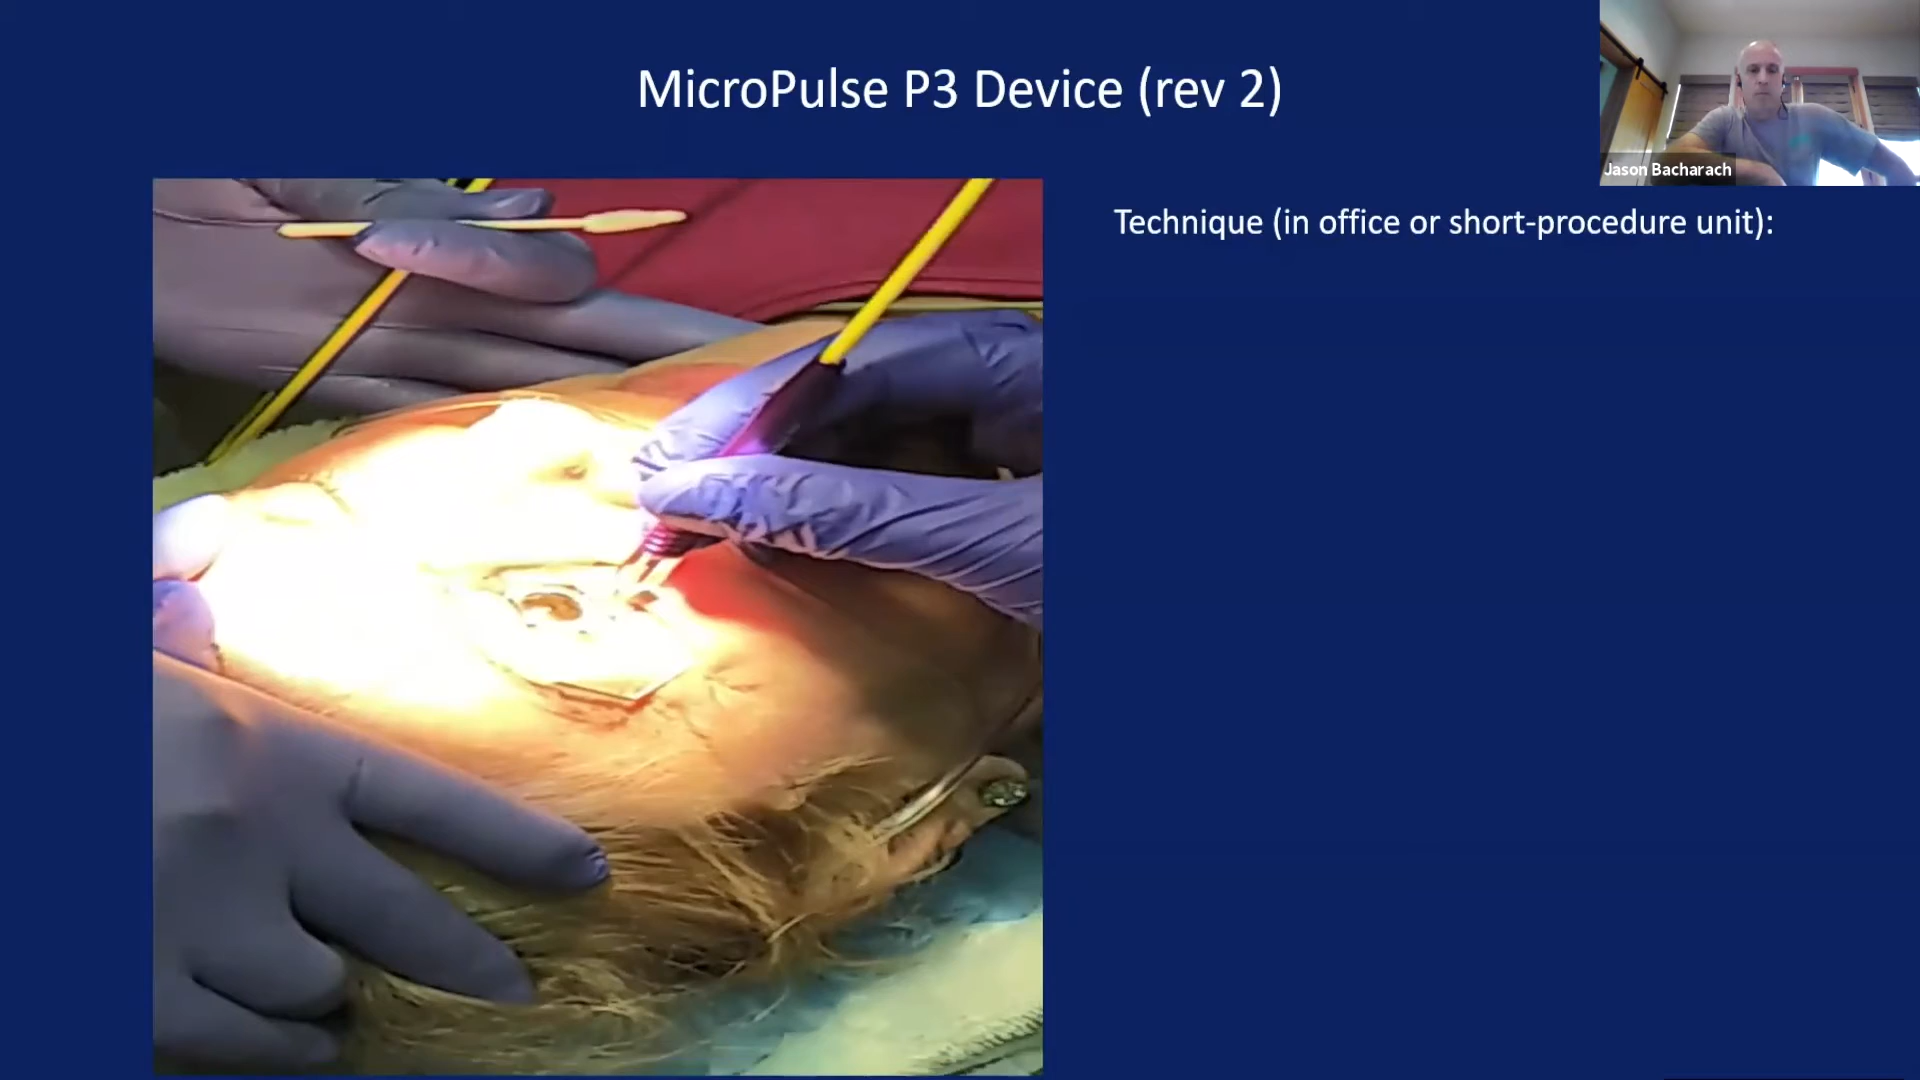 MicroPulse P3 Device (rev 2)
Jason Bacharach
Technique (in office or short-procedure unit):